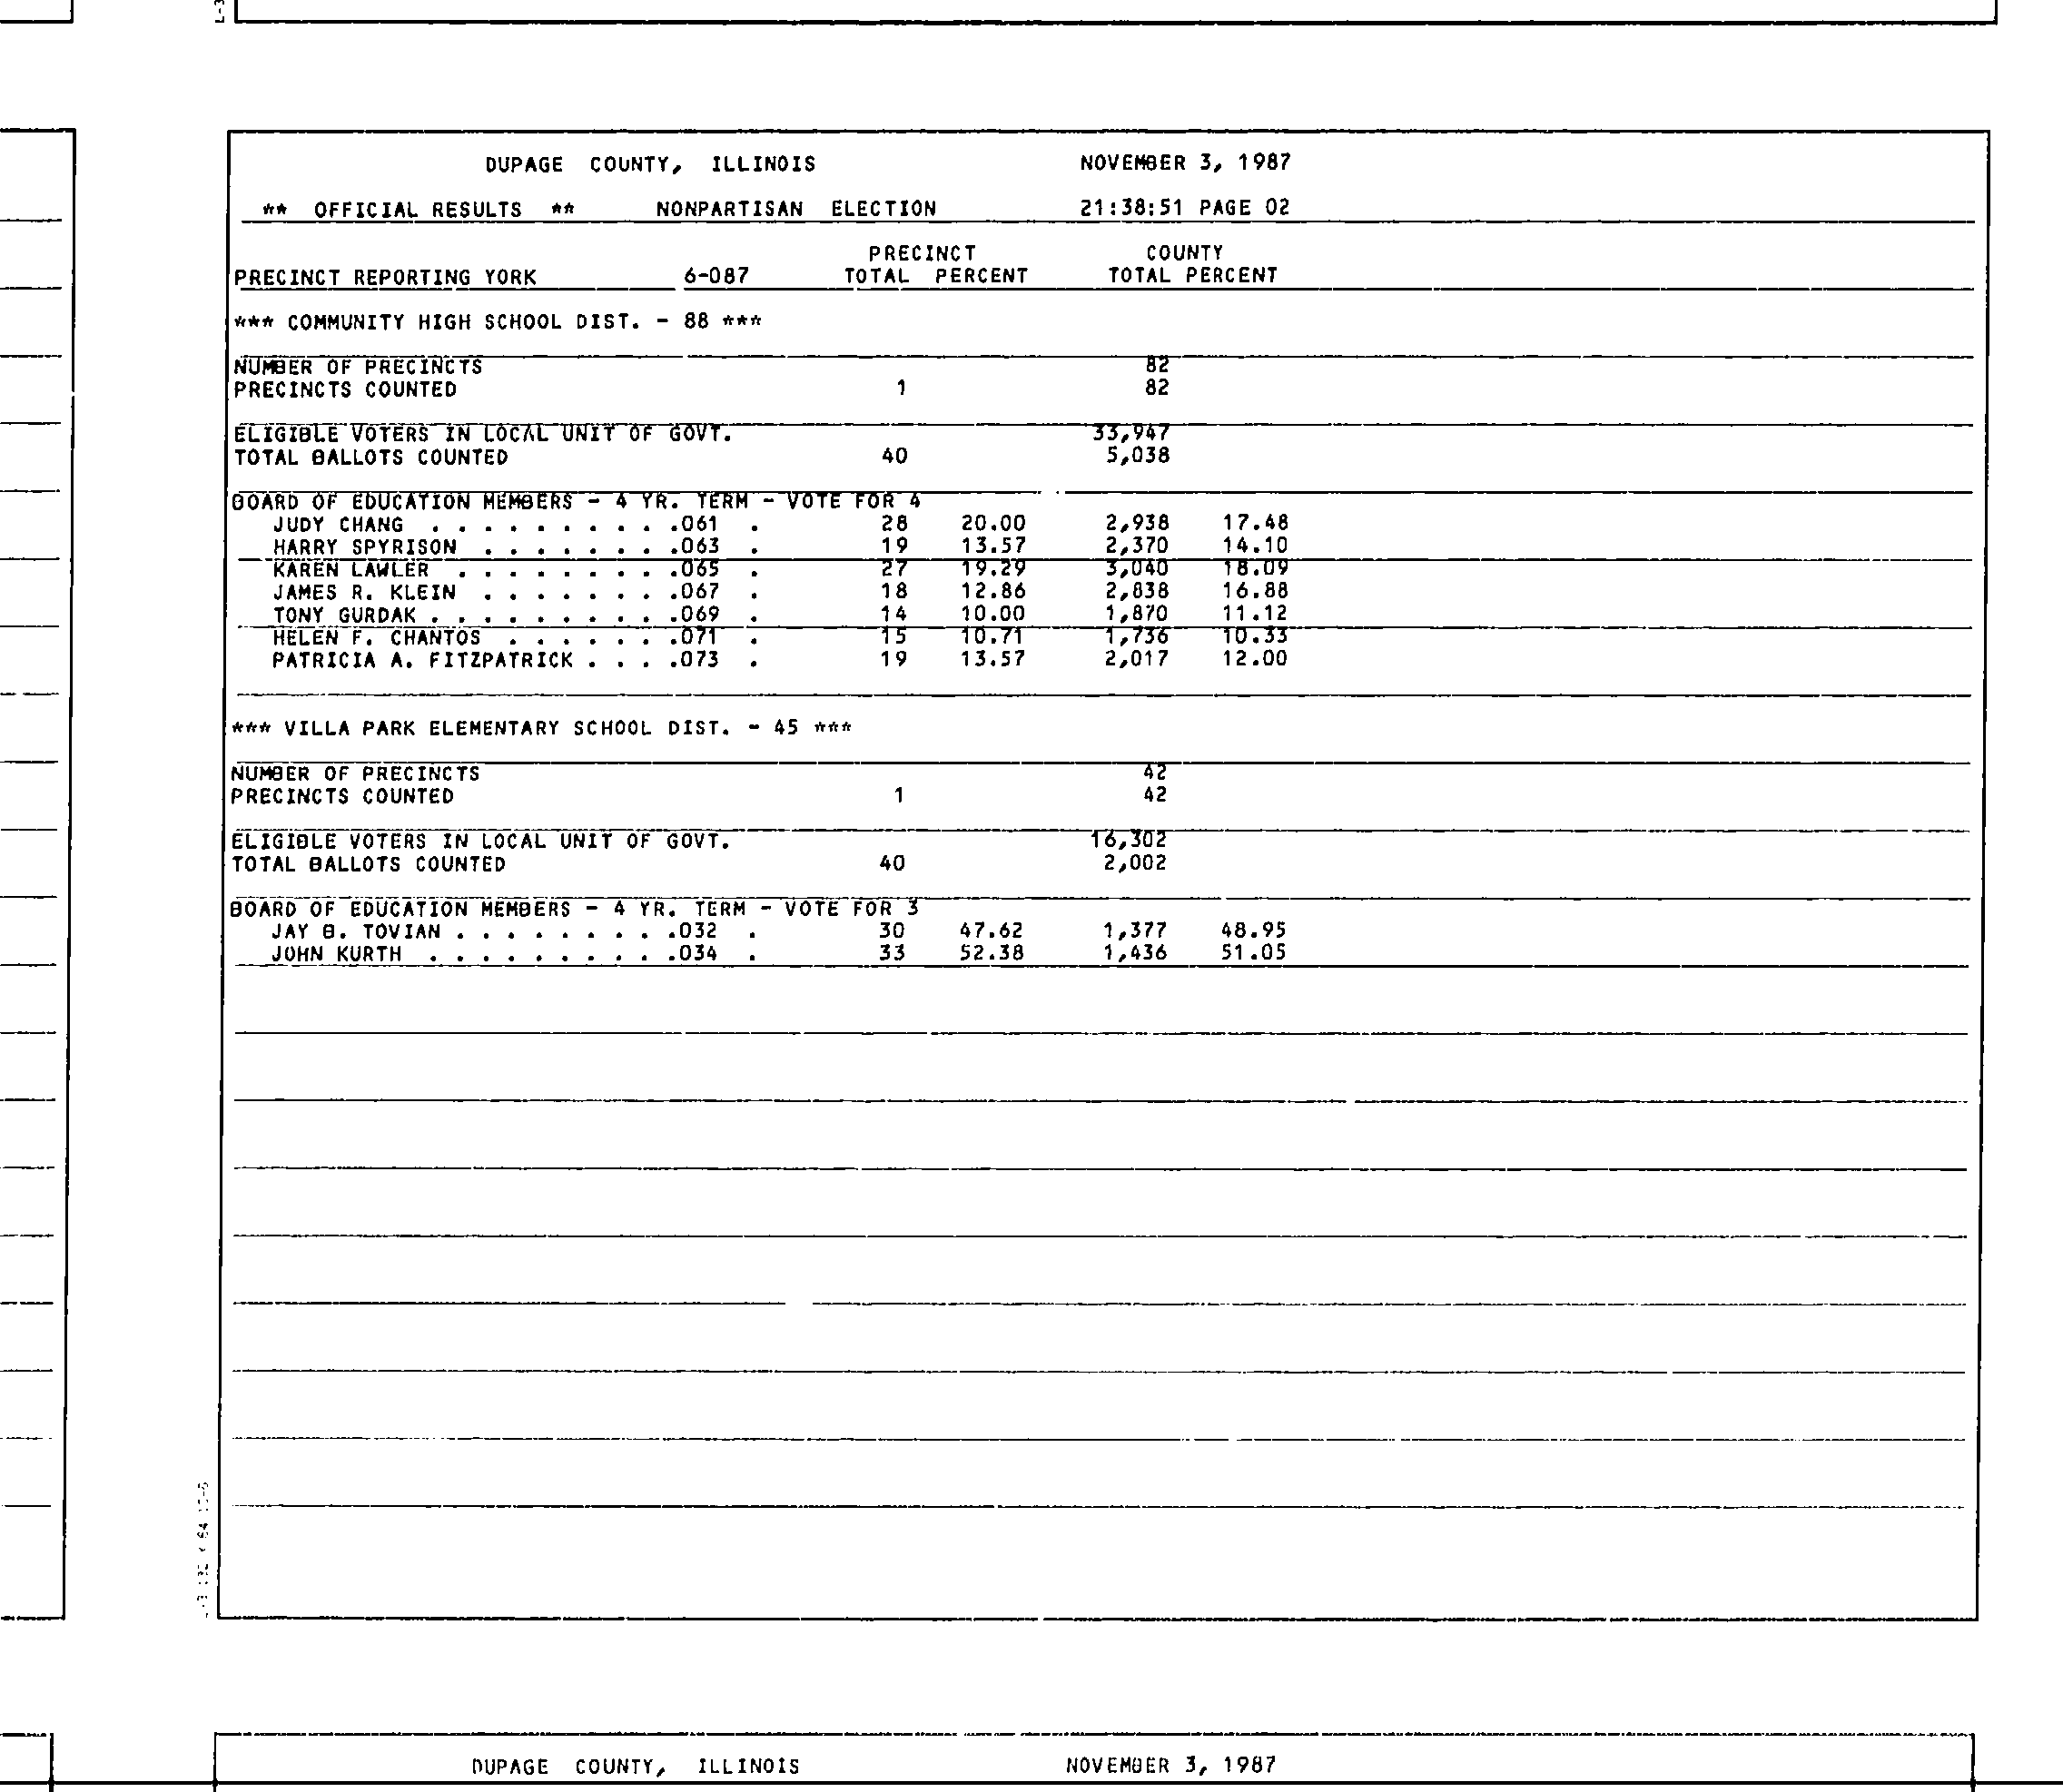 L-3
DUPAGE COUNTY, ILLINOIS NOVEMBER 3, 1987
** OFFICIAL RESULTS ** NONPARTISAN ELECTION 21:38:51 PAGE 02
PRECINCT COUNTY
PRECINCT REPORTING YORK 6-087 TOTAL PERCENT TOTAL PERCENT
*** COMMUNITY HIGH SCHOOL DIST. - 88 ***
NUMBER OF PRECINCTS 82
PRECINCTS COUNTED 1 82
ELIGIBLE VOTERS IN LOCAL UNIT OF GOVT. 33,947
TOTAL BALLOTS COUNTED 40 5,038
BOARD OF EDUCATION MEMBERS - 4 YR. TERM - VOTE FOR 4
JUDY CHANG . . . . . . . . . .061 . 28 20.00 2,938 17.48
HARRY SPYRISON . . . . . . . .063 . 19 13.57 2,370 14.10
KAREN LAWLER . . . . . . . . .065 . 27 19.29 3,040 18.09
JAMES R. KLEIN . . . . . . . .067 . 18 12.86 2,838 16.88
TONY GURDAK . . . . . . . . . .069 . 14 10.00 1,870 11.12
HELEN F. CHANTOS . . . . . . .071 . 15 10.71 1,736 10.33
PATRICIA A. FITZPATRICK . . . .073 . 19 13.57 2,017 12.00
*** VILLA PARK ELEMENTARY SCHOOL DIST. - 45 ***
NUMBER OF PRECINCTS 42
PRECINCTS COUNTED 1 42
ELIGIBLE VOTERS IN LOCAL UNIT OF GOVT. 16,302
TOTAL BALLOTS COUNTED 40 2,002
BOARD OF EDUCATION MEMBERS - 4 YR. TERM - VOTE FOR 3
JAY B. TOVIAN . . . . . . . . .032 . 30 47.62 1,377 48.95
JOHN KURTH . . . . . . . . . .034 . 33 52.38 1,436 51.05
DUPAGE COUNTY, ILLINOIS NOVEMBER 3, 1987